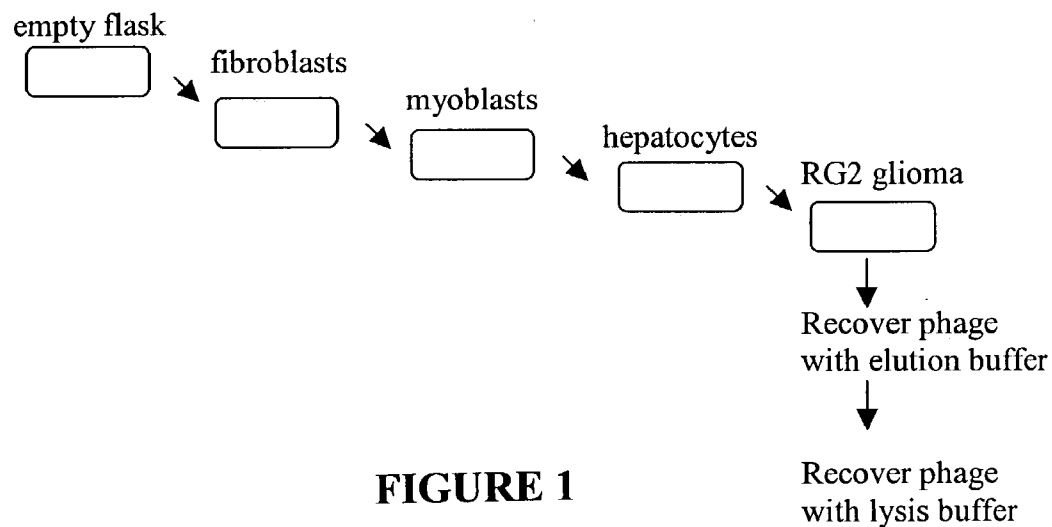 empty flask
fibroblasts
myoblasts
hepatocytes
RG2 glioma
Recover phage
with elution buffer
Recover phage
with lysis buffer
FIGURE 1